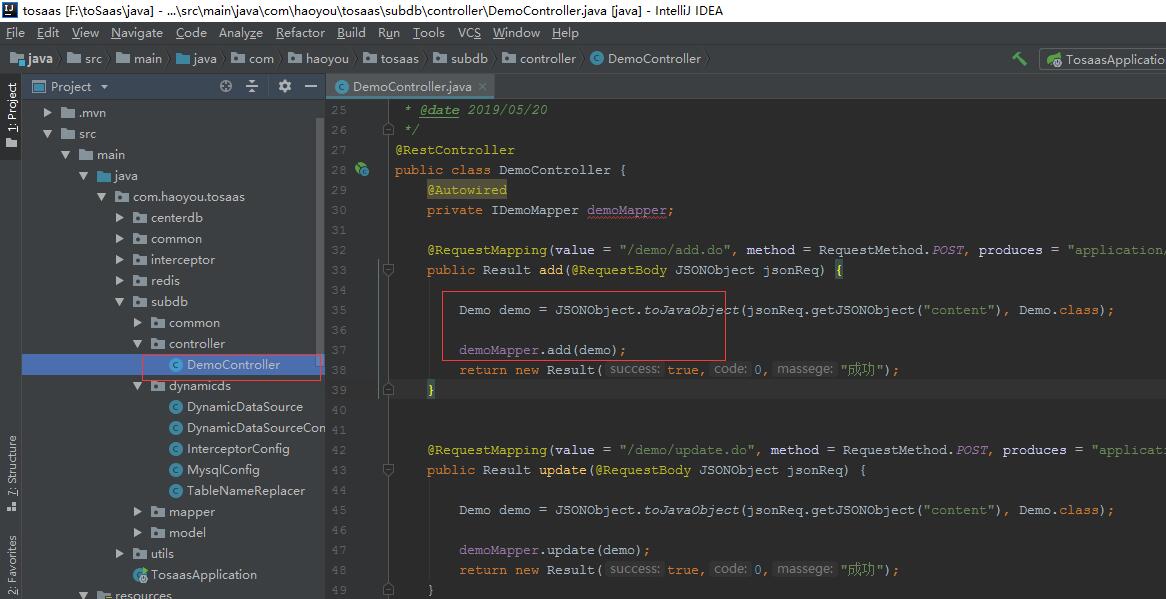 tosaas [F:\toSaas\java] - ...\src\main\java\com\haoyou\tosaas\subdb\controller\DemoController.java [java] - IntelliJ IDEA
File Edit View Navigate Code Analyze Refactor Build Run Tools VCS Window Help
java src main java com haoyou tosaas subdb controller DemoController TosaasApplicatio
1: Project
7: Structure
2: Favorites
Project
.mvn
src
main
java
com.haoyou.tosaas
centerdb
common
interceptor
redis
subdb
common
controller
DemoController
dynamicds
DynamicDataSource
DynamicDataSourceCon
InterceptorConfig
MysqlConfig
TableNameReplacer
mapper
model
utils
TosaasApplication
resources
DemoController.java
25 * @date 2019/05/20
26 */
27 @RestController
28 public class DemoController {
29 @Autowired
30 private IDemoMapper demoMapper;
31
32 @RequestMapping(value = "/demo/add.do", method = RequestMethod.POST, produces = "application/
33 public Result add(@RequestBody JSONObject jsonReq) {
34
35 Demo demo = JSONObject.toJavaObject(jsonReq.getJSONObject("content"), Demo.class);
36
37 demoMapper.add(demo);
38 return new Result( success: true, code: 0, massege: "成功");
39 }
40
41
42 @RequestMapping(value = "/demo/update.do", method = RequestMethod.POST, produces = "applicati
43 public Result update(@RequestBody JSONObject jsonReq) {
44
45 Demo demo = JSONObject.toJavaObject(jsonReq.getJSONObject("content"), Demo.class);
46
47 demoMapper.update(demo);
48 return new Result( success: true, code: 0, massege: "成功");
49 }